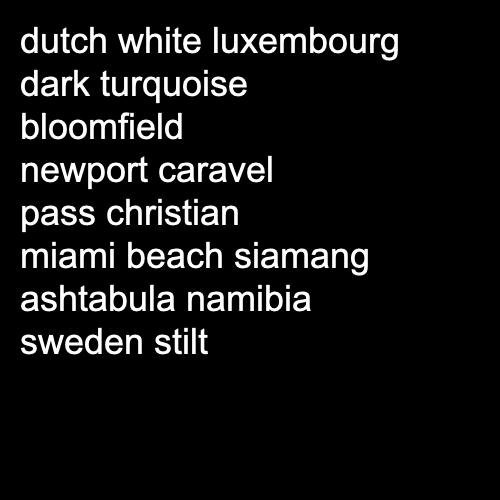 dutch white luxembourg
dark turquoise
bloomfield
newport caravel
pass christian
miami beach siamang
ashtabula namibia
sweden stilt